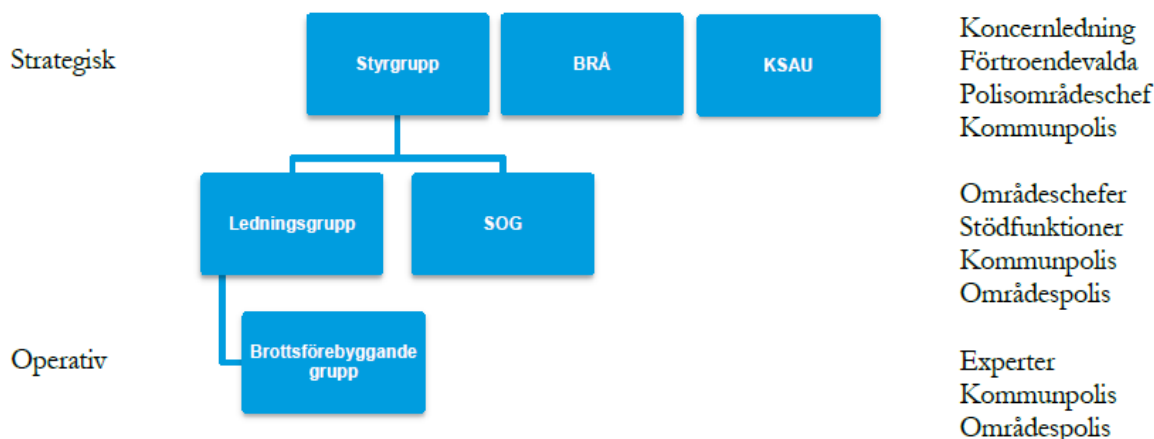 Strategisk
Styrgrupp
BRÅ
KSAU
Koncernledning
Förtroendevalda
Polisområdeschef
Kommunpolis
Ledningsgrupp
SOG
Områdeschefer
Stödfunktioner
Kommunpolis
Områdespolis
Operativ
Brottsförebyggande
grupp
Experter
Kommunpolis
Områdespolis